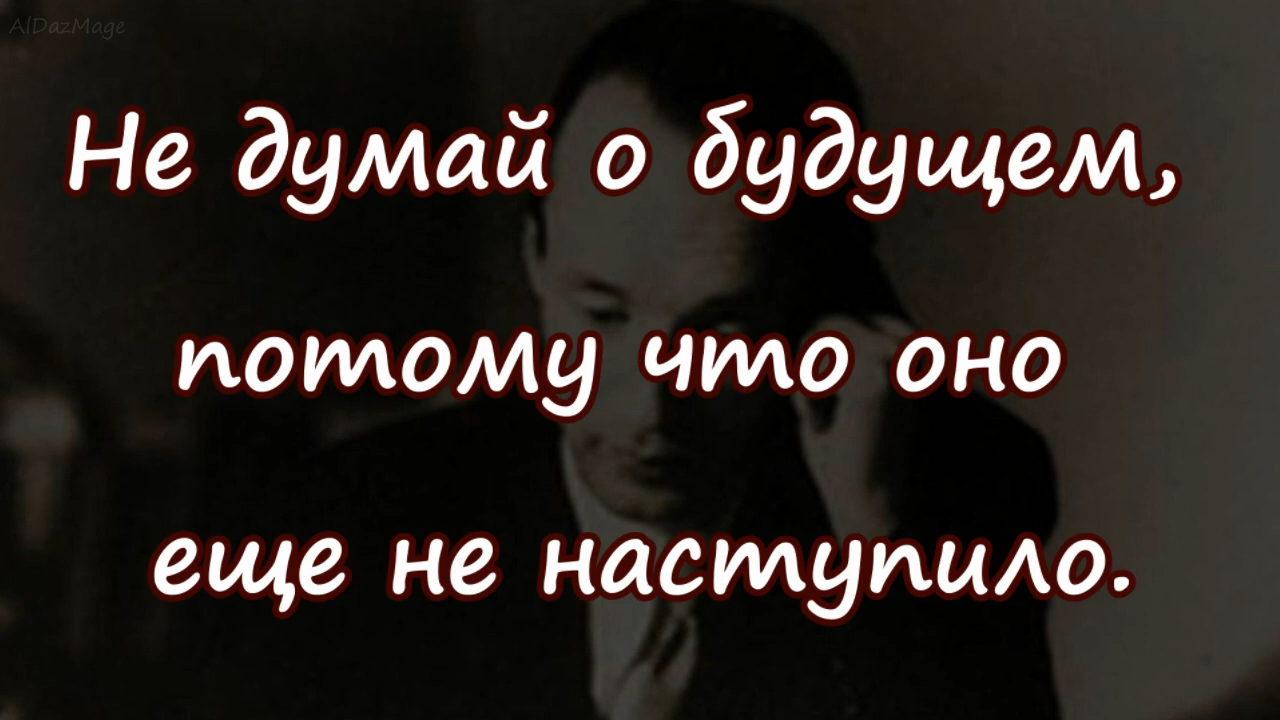 AlDazMage
Не думай о будущем,
потому что оно
еще не наступило.